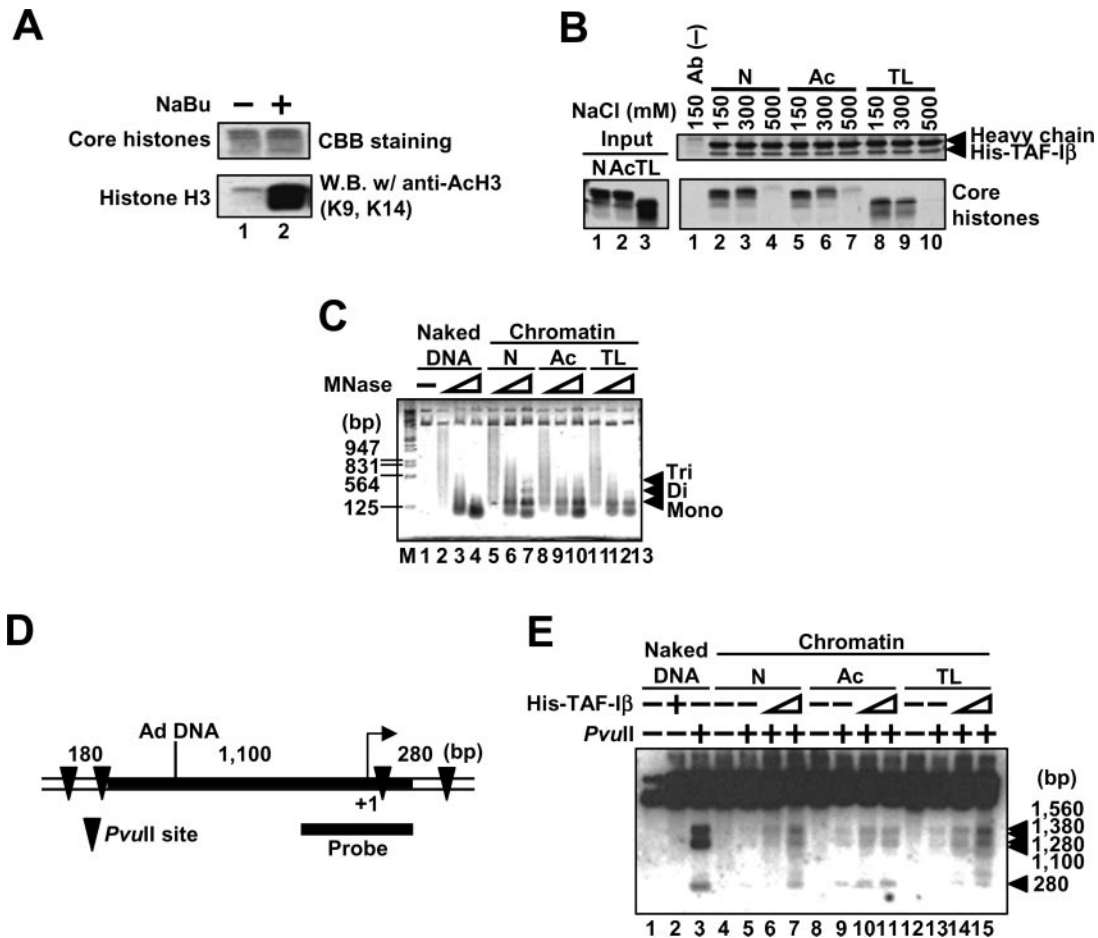 A
NaBu − +
Core histones
CBB staining
Histone H3
W.B. w/ anti-AcH3
(K9, K14)
1 2
B
Ab (−)
N Ac TL
NaCl (mM) 150 150 300 500 150 300 500 150 300 500
Input
N Ac TL
Heavy chain
His-TAF-Iβ
Core
histones
1 2 3
1 2 3 4 5 6 7 8 9 10
C
Naked
DNA
Chromatin
N Ac TL
MNase −
(bp)
947
831
564
125
Tri
Di
Mono
M 1 2 3 4 5 6 7 8 9 10 11 12 13
D
Ad DNA
180 1,100 280 (bp)
+1
PvuII site
Probe
E
Naked
DNA
Chromatin
N Ac TL
His-TAF-Iβ − + − − − − − − −
PvuII − − + − + + + − + + + − + + +
(bp)
1,560
1,380
1,280
1,100
280
1 2 3 4 5 6 7 8 9 10 11 12 13 14 15